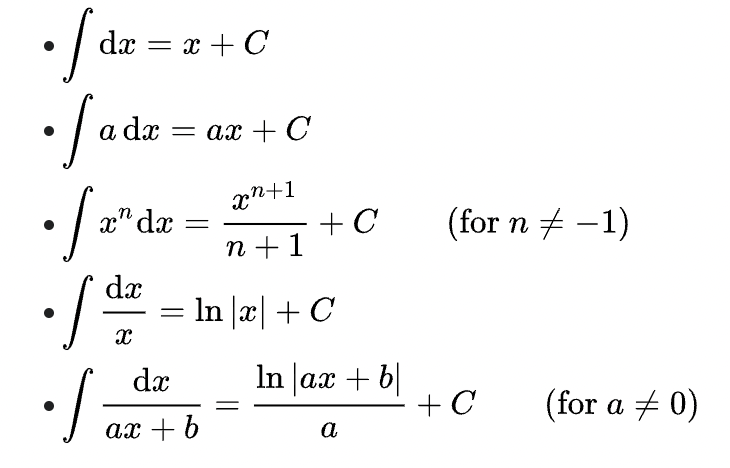 • ∫ dx = x + C
• ∫ a dx = ax + C
• ∫ xⁿ dx = xⁿ⁺¹/(n + 1) + C (for n ≠ −1)
• ∫ dx/x = ln |x| + C
• ∫ dx/(ax + b) = ln |ax + b|/a + C (for a ≠ 0)